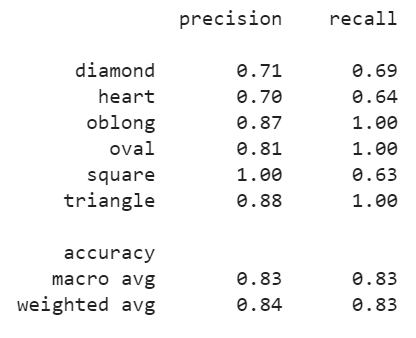 precision recall
diamond 0.71 0.69
heart 0.70 0.64
oblong 0.87 1.00
oval 0.81 1.00
square 1.00 0.63
triangle 0.88 1.00
accuracy
macro avg 0.83 0.83
weighted avg 0.84 0.83